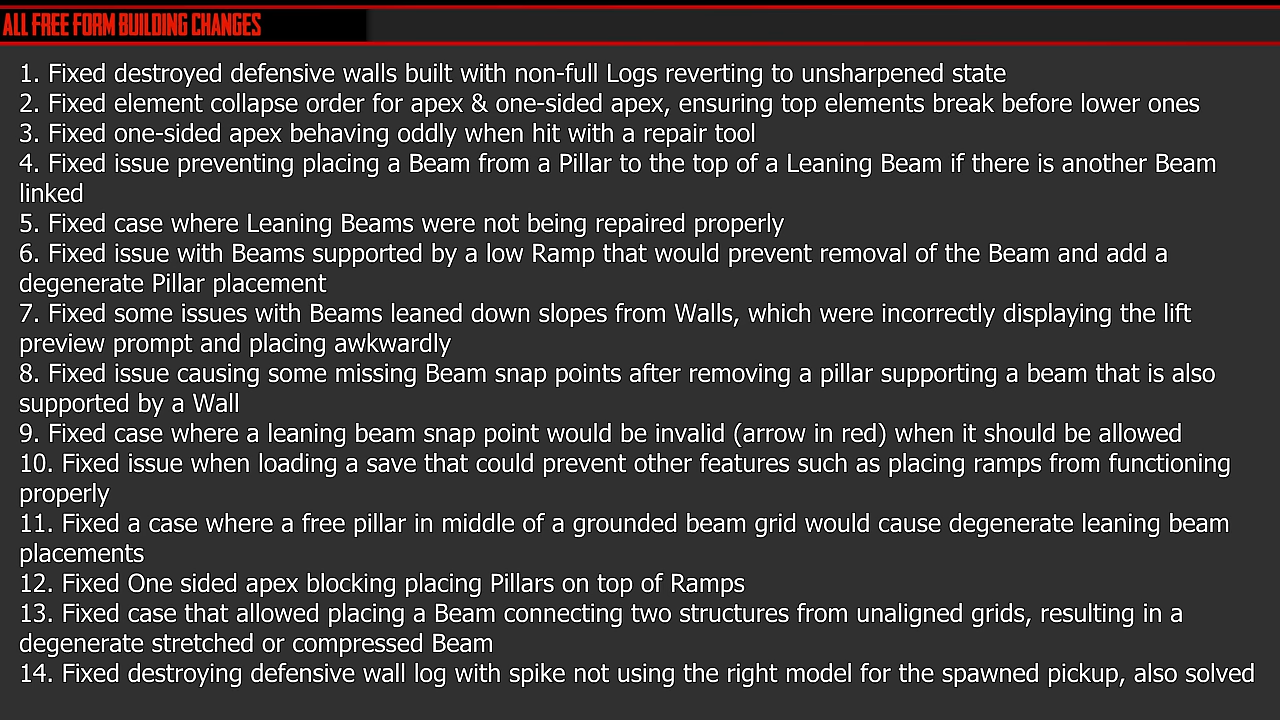 ALL FREE FORM BUILDING CHANGES
1. Fixed destroyed defensive walls built with non-full Logs reverting to unsharpened state
2. Fixed element collapse order for apex & one-sided apex, ensuring top elements break before lower ones
3. Fixed one-sided apex behaving oddly when hit with a repair tool
4. Fixed issue preventing placing a Beam from a Pillar to the top of a Leaning Beam if there is another Beam
linked
5. Fixed case where Leaning Beams were not being repaired properly
6. Fixed issue with Beams supported by a low Ramp that would prevent removal of the Beam and add a
degenerate Pillar placement
7. Fixed some issues with Beams leaned down slopes from Walls, which were incorrectly displaying the lift
preview prompt and placing awkwardly
8. Fixed issue causing some missing Beam snap points after removing a pillar supporting a beam that is also
supported by a Wall
9. Fixed case where a leaning beam snap point would be invalid (arrow in red) when it should be allowed
10. Fixed issue when loading a save that could prevent other features such as placing ramps from functioning
properly
11. Fixed a case where a free pillar in middle of a grounded beam grid would cause degenerate leaning beam
placements
12. Fixed One sided apex blocking placing Pillars on top of Ramps
13. Fixed case that allowed placing a Beam connecting two structures from unaligned grids, resulting in a
degenerate stretched or compressed Beam
14. Fixed destroying defensive wall log with spike not using the right model for the spawned pickup, also solved